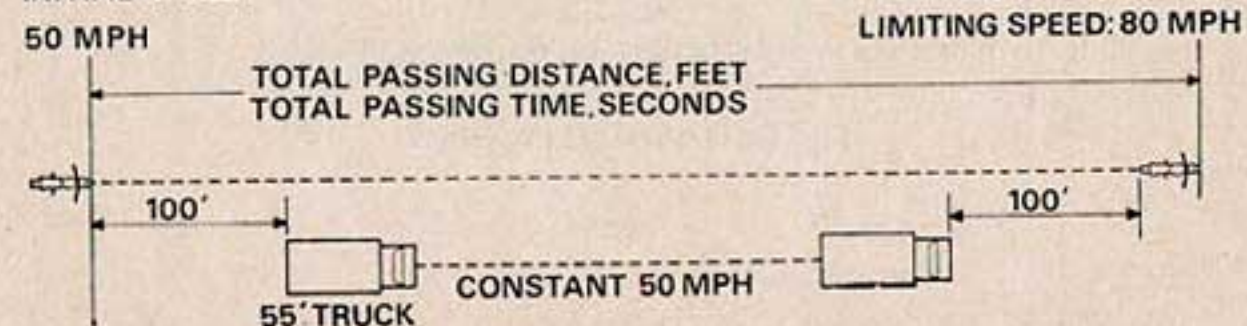 50 MPH
LIMITING SPEED: 80 MPH
TOTAL PASSING DISTANCE, FEET
TOTAL PASSING TIME, SECONDS
100′
100′
CONSTANT 50 MPH
55′ TRUCK